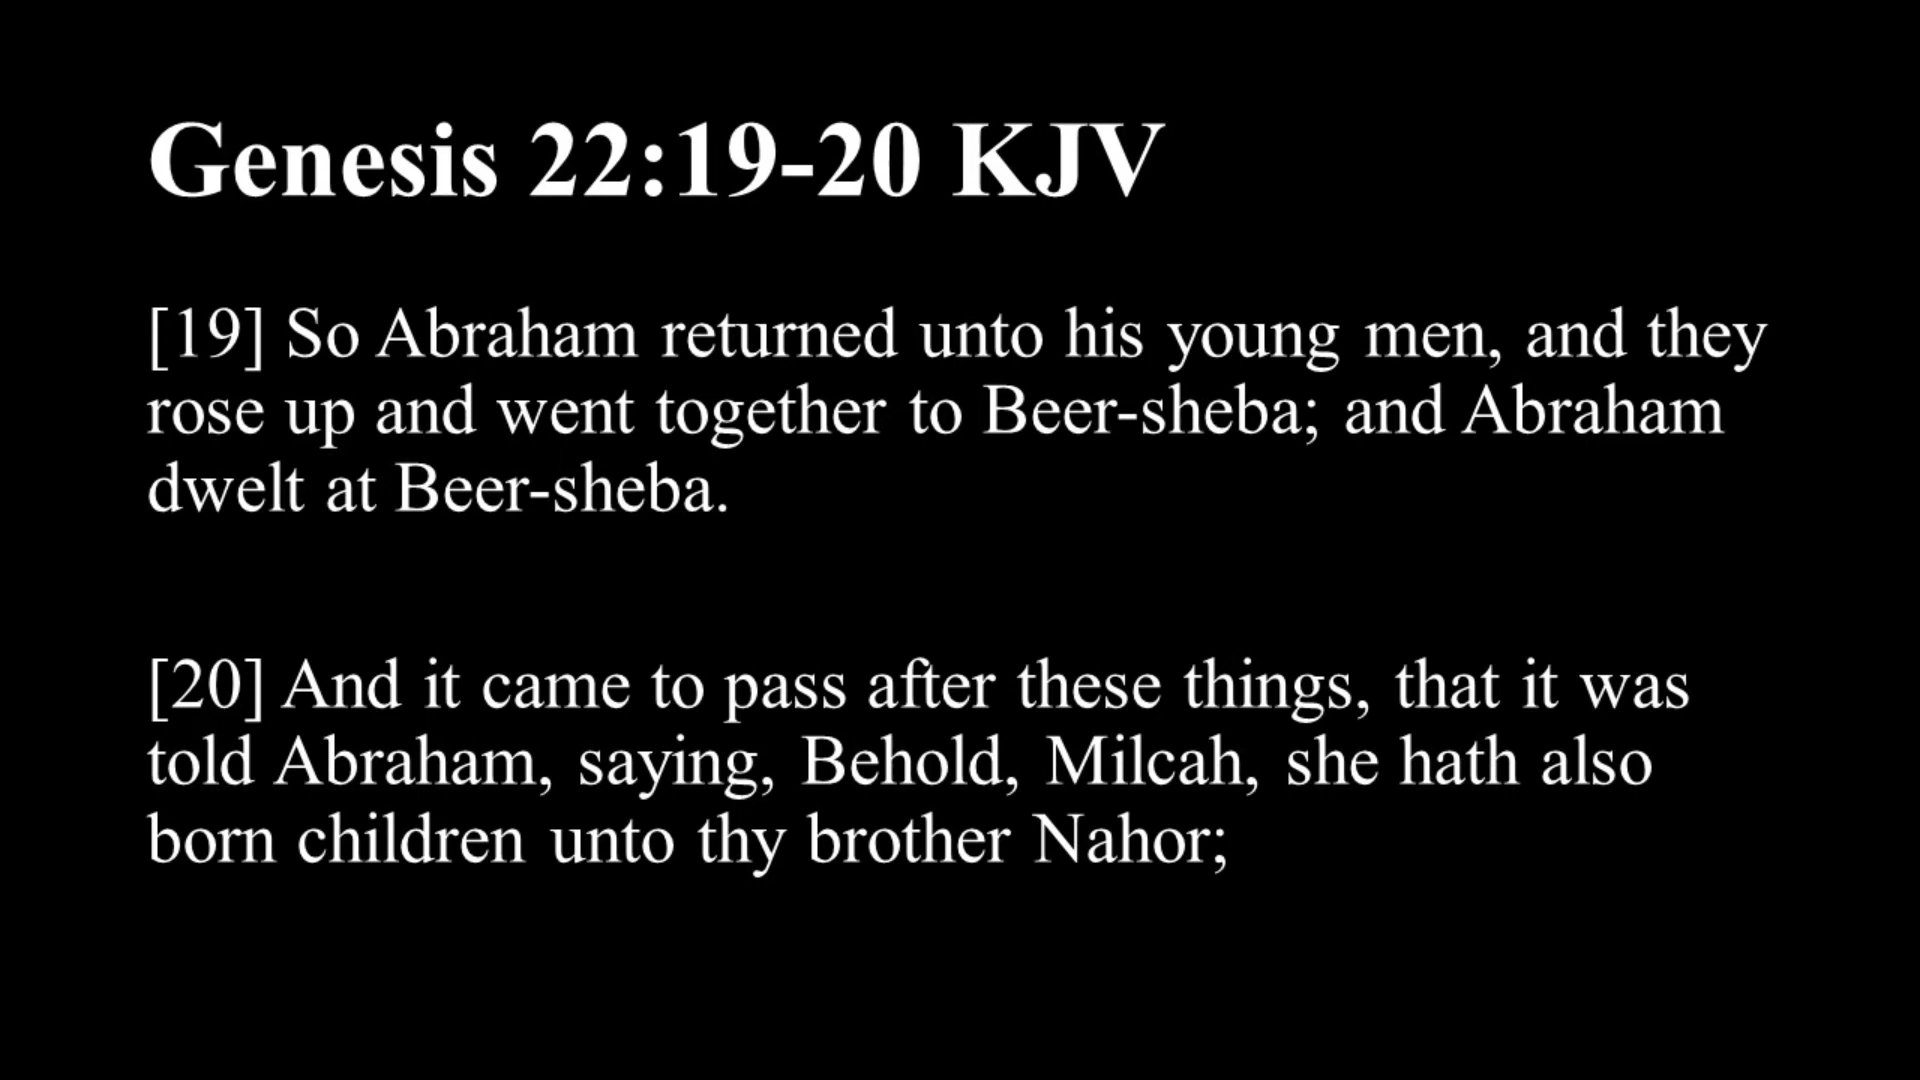 Genesis 22:19-20 KJV
[19] So Abraham returned unto his young men, and they
rose up and went together to Beer-sheba; and Abraham
dwelt at Beer-sheba.
[20] And it came to pass after these things, that it was
told Abraham, saying, Behold, Milcah, she hath also
born children unto thy brother Nahor;